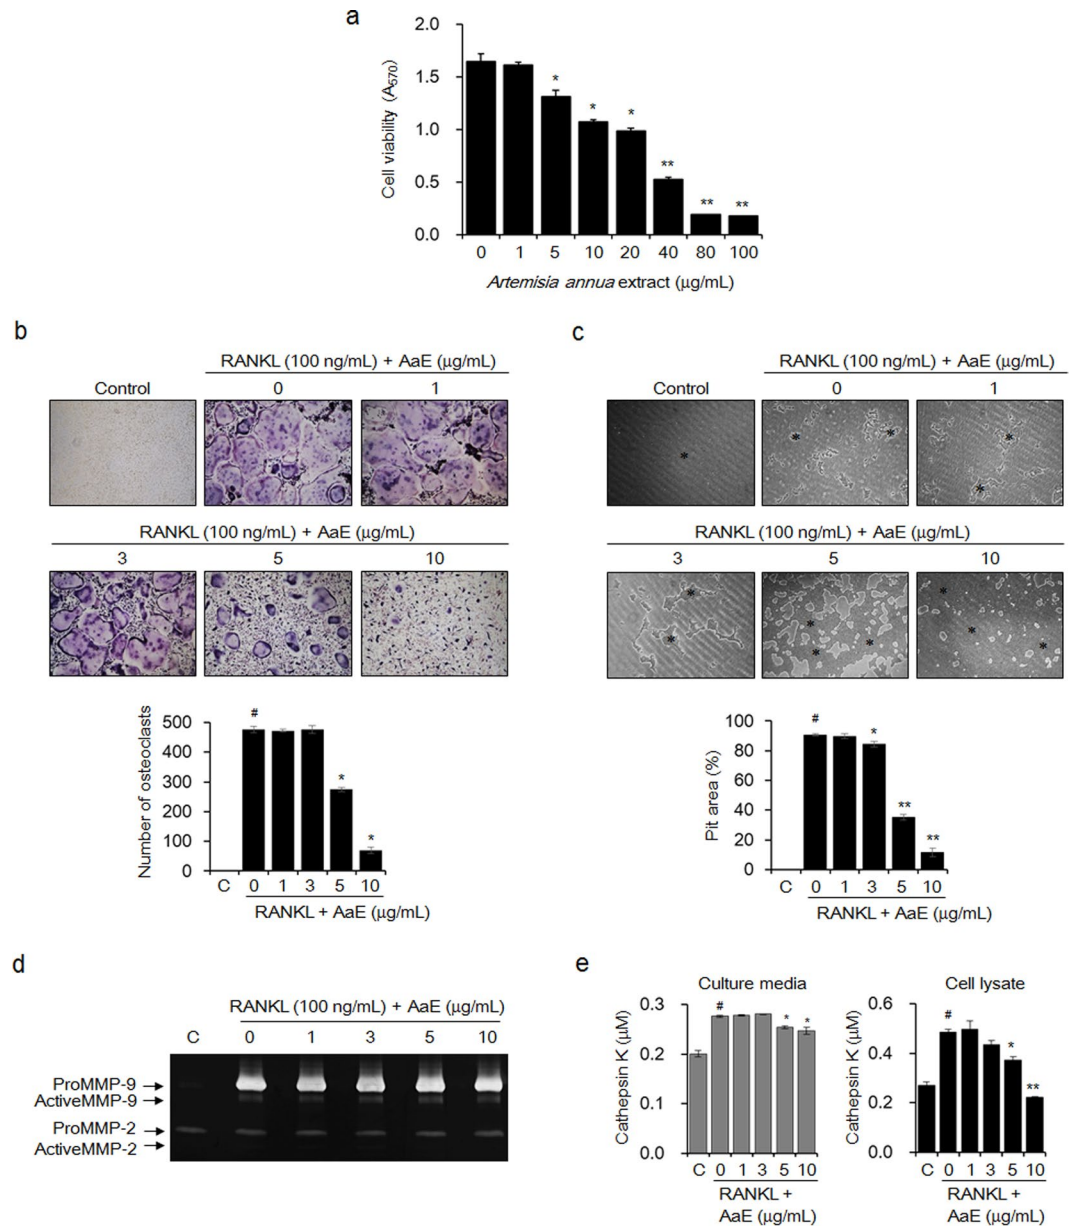 a
2.0
1.5
1.0
0.5
0.0
Cell viability (A570)
*
*
*
**
**
**
0 1 5 10 20 40 80 100
Artemisia annua extract (μg/mL)
b
RANKL (100 ng/mL) + AaE (μg/mL)
Control 0 1
RANKL (100 ng/mL) + AaE (μg/mL)
3 5 10
500
400
300
200
100
0
Number of osteoclasts
#
*
*
C 0 1 3 5 10
RANKL + AaE (μg/mL)
c
RANKL (100 ng/mL) + AaE (μg/mL)
Control 0 1
* * * * *
RANKL (100 ng/mL) + AaE (μg/mL)
3 5 10
* * * * * * * *
100
80
60
40
20
0
Pit area (%)
#
*
**
**
C 0 1 3 5 10
RANKL + AaE (μg/mL)
d
RANKL (100 ng/mL) + AaE (μg/mL)
C 0 1 3 5 10
ProMMP-9
ActiveMMP-9
ProMMP-2
ActiveMMP-2
e
Culture media
0.3
0.2
0.1
0.0
Cathepsin K (μM)
#
*
*
C 0 1 3 5 10
RANKL +
AaE (μg/mL)
Cell lysate
0.6
0.4
0.2
0.0
Cathepsin K (μM)
#
*
**
C 0 1 3 5 10
RANKL +
AaE (μg/mL)